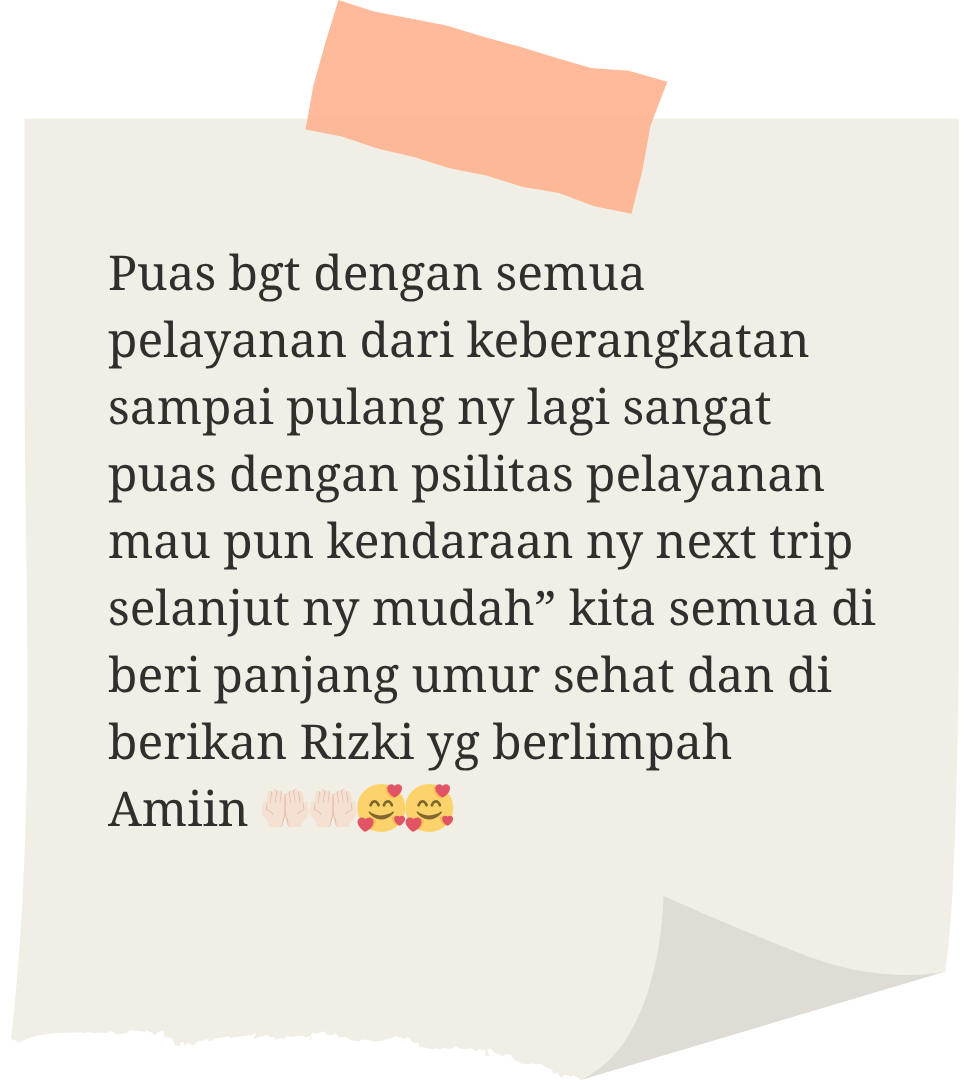 Puas bgt dengan semua
pelayanan dari keberangkatan
sampai pulang ny lagi sangat
puas dengan psilitas pelayanan
mau pun kendaraan ny next trip
selanjut ny mudah” kita semua di
beri panjang umur sehat dan di
berikan Rizki yg berlimpah
Amiin 🤲🏻🤲🏻🥰🥰